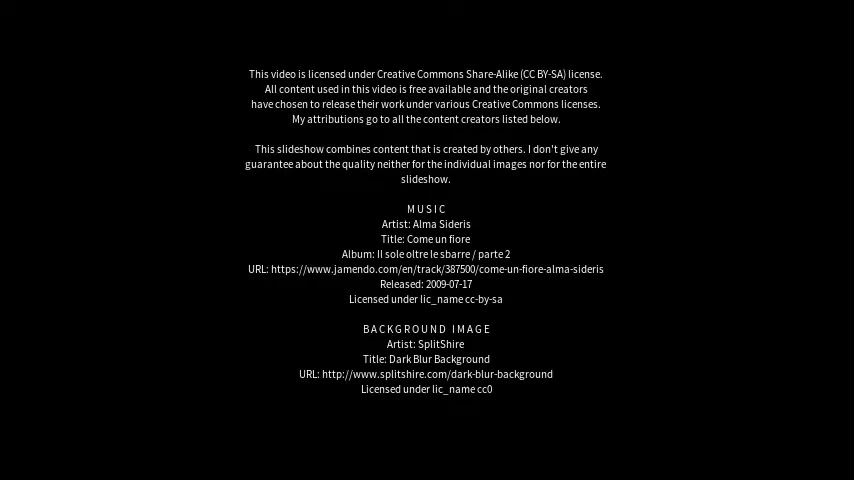 This video is licensed under Creative Commons Share-Alike (CC BY-SA) license.
All content used in this video is free available and the original creators
have chosen to release their work under various Creative Commons licenses.
My attributions go to all the content creators listed below.
This slideshow combines content that is created by others. I don't give any
guarantee about the quality neither for the individual images nor for the entire
slideshow.
MUSIC
Artist: Alma Sideris
Title: Come un fiore
Album: Il sole oltre le sbarre / parte 2
URL: https://www.jamendo.com/en/track/387500/come-un-fiore-alma-sideris
Released: 2009-07-17
Licensed under lic_name cc-by-sa
BACKGROUND IMAGE
Artist: SplitShire
Title: Dark Blur Background
URL: http://www.splitshire.com/dark-blur-background
Licensed under lic_name cc0